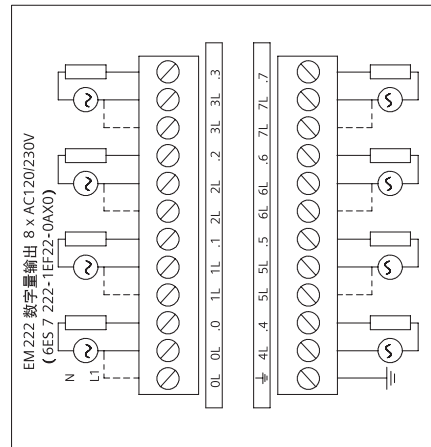 EM 222 数字量输出 8 x AC120/230V
(6ES 7 222-1EF22-0AX0)
N
L1
0L 0L .0 1L 1L .1 2L 2L .2 3L 3L .3
4L .4 5L 5L .5 6L 6L .6 7L 7L .7